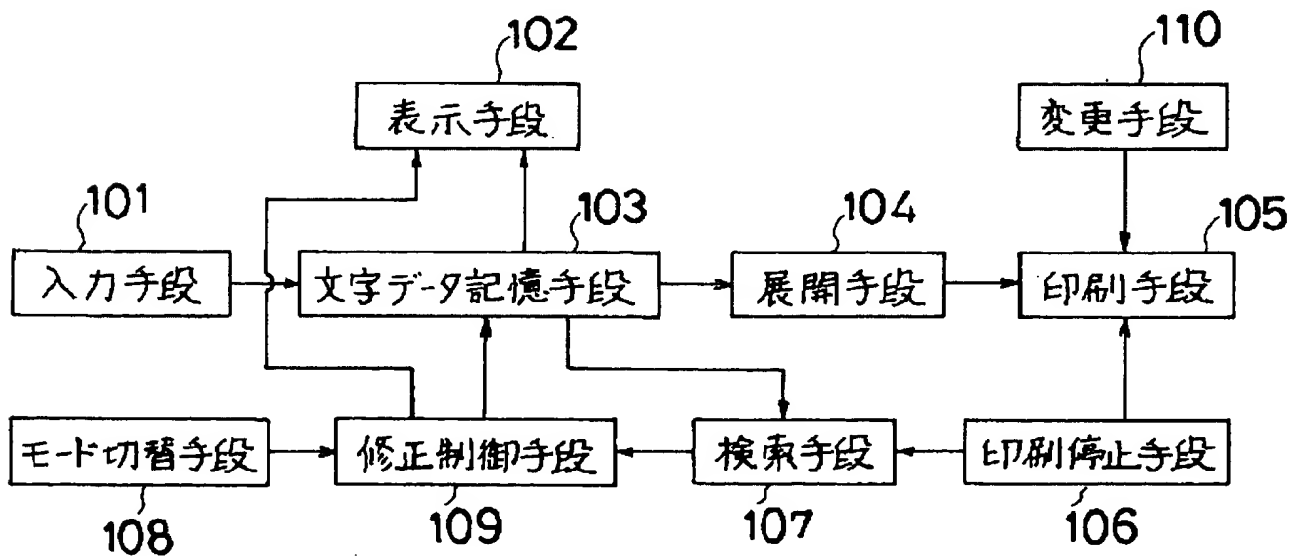 102
表示手段
110
変更手段
101
入力手段
103
文字データ記憶手段
104
展開手段
105
印刷手段
モード切替手段
108
修正制御手段
109
検索手段
107
印刷停止手段
106